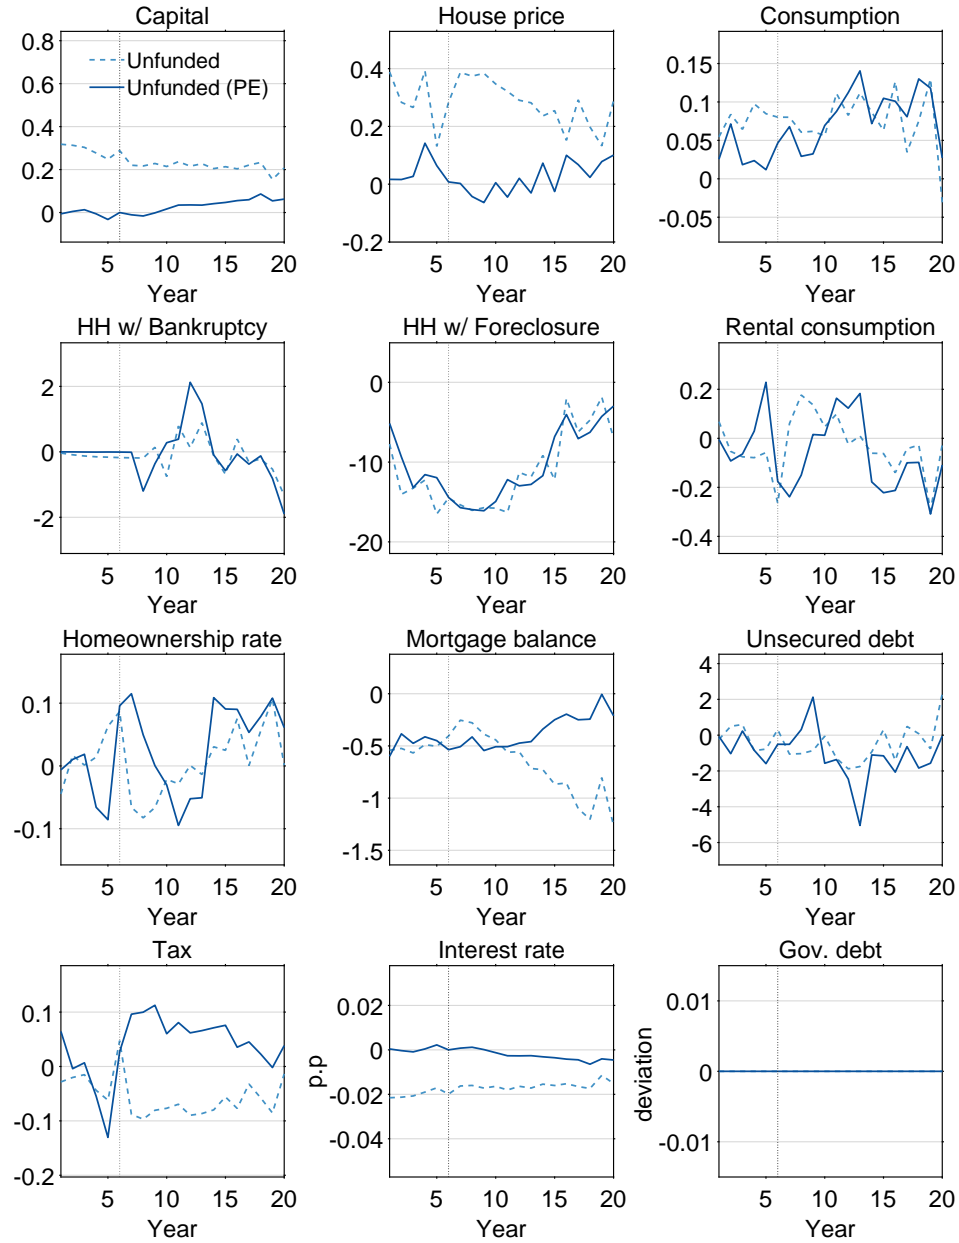 Capital
House price
Consumption
0.8
0.6
0.4
0.2
0
Unfunded
Unfunded (PE)
5 10 15 20
Year
0.4
0.2
0
-0.2
5 10 15 20
Year
0.15
0.1
0.05
0
-0.05
5 10 15 20
Year
HH w/ Bankruptcy
HH w/ Foreclosure
Rental consumption
2
0
-2
5 10 15 20
Year
0
-10
-20
5 10 15 20
Year
0.2
0
-0.2
-0.4
5 10 15 20
Year
Homeownership rate
Mortgage balance
Unsecured debt
0.1
0
-0.1
5 10 15 20
Year
0
-0.5
-1
-1.5
5 10 15 20
Year
4
2
0
-2
-4
-6
5 10 15 20
Year
Tax
Interest rate
Gov. debt
0.1
0
-0.1
-0.2
5 10 15 20
Year
p.p
0.02
0
-0.02
-0.04
5 10 15 20
Year
deviation
0.01
0
-0.01
5 10 15 20
Year